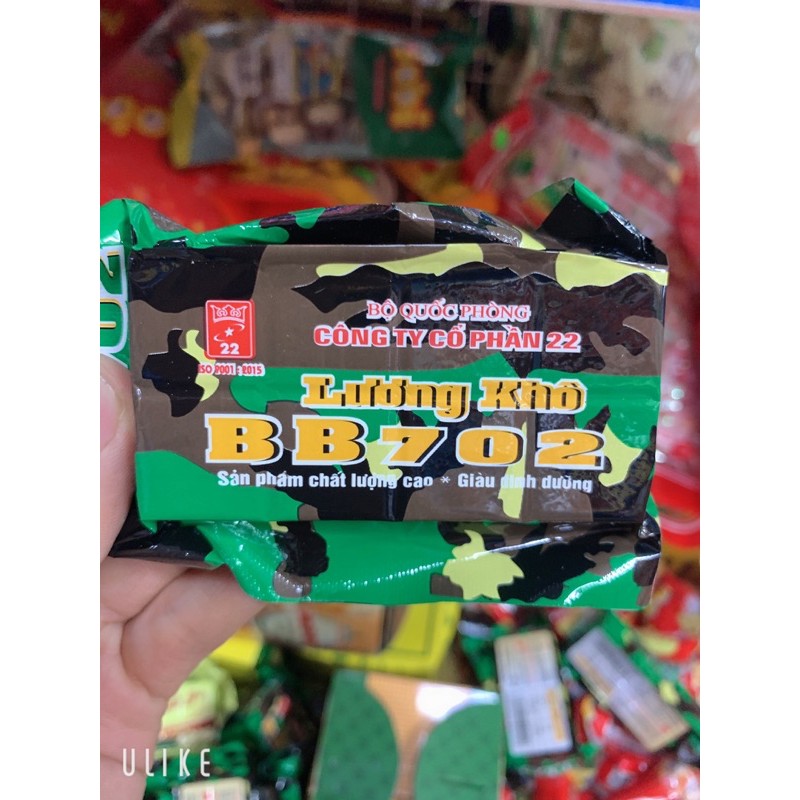 BỘ QUỐC PHÒNG
CÔNG TY CỔ PHẦN 22
22
ISO 9001 : 2015
Lương Khô
BB702
Sản phẩm chất lượng cao * Giàu dinh dưỡng
02
ULIKE